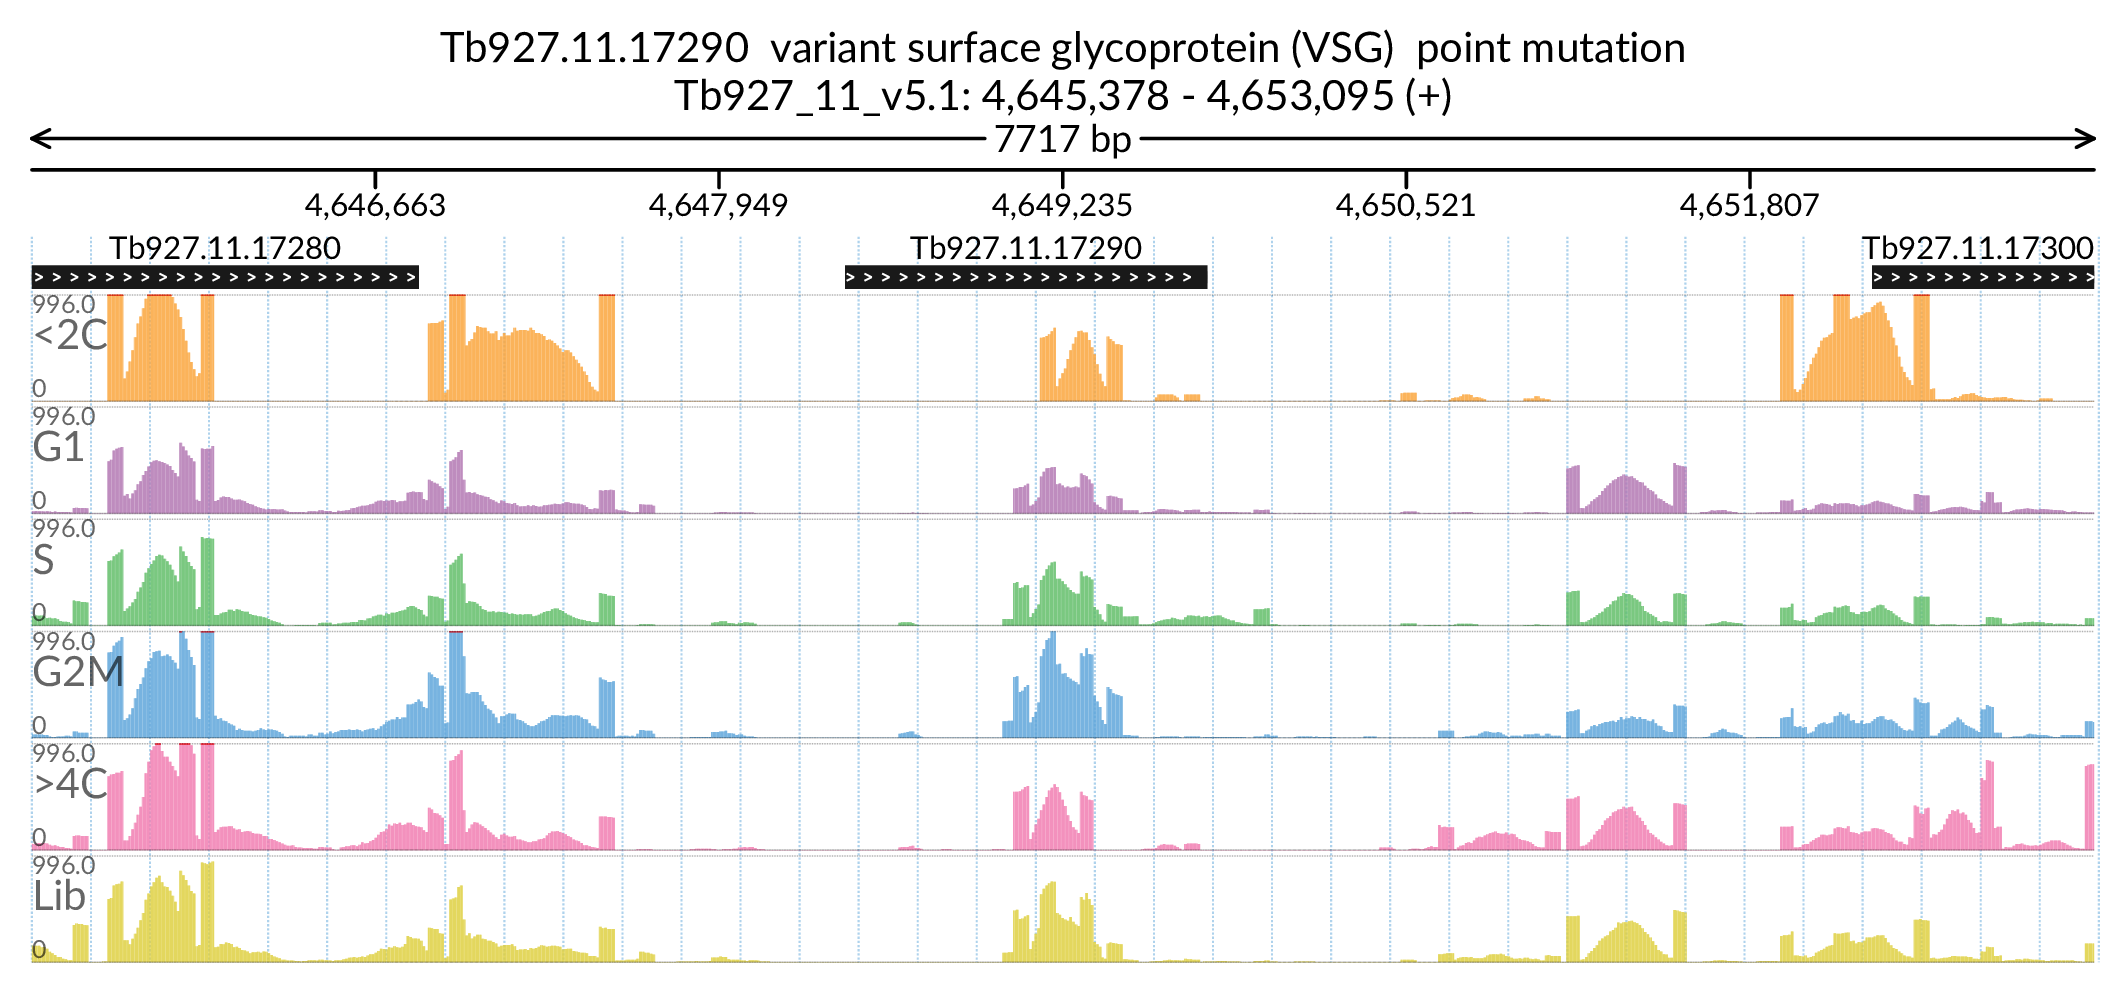 Tb927.11.17290 variant surface glycoprotein (VSG) point mutation
Tb927_11_v5.1: 4,645,378 - 4,653,095 (+)
7717 bp
4,646,663 4,647,949 4,649,235 4,650,521 4,651,807
Tb927.11.17280 Tb927.11.17290 Tb927.11.17300
996.0
<2C
0
996.0
G1
0
996.0
S
0
996.0
G2M
0
996.0
>4C
0
996.0
Lib
0